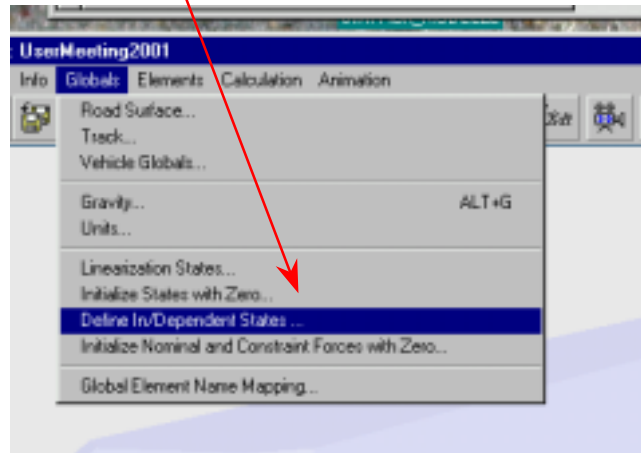 UserMeeting2001
Info Globals Elements Calculation Animation
Road Surface...
Track...
Vehicle Globals...
Gravity... ALT+G
Units...
Linearization States...
Initialize States with Zero...
Define In/Dependent States ...
Initialize Nominal and Constraint Forces with Zero...
Global Element Name Mapping...